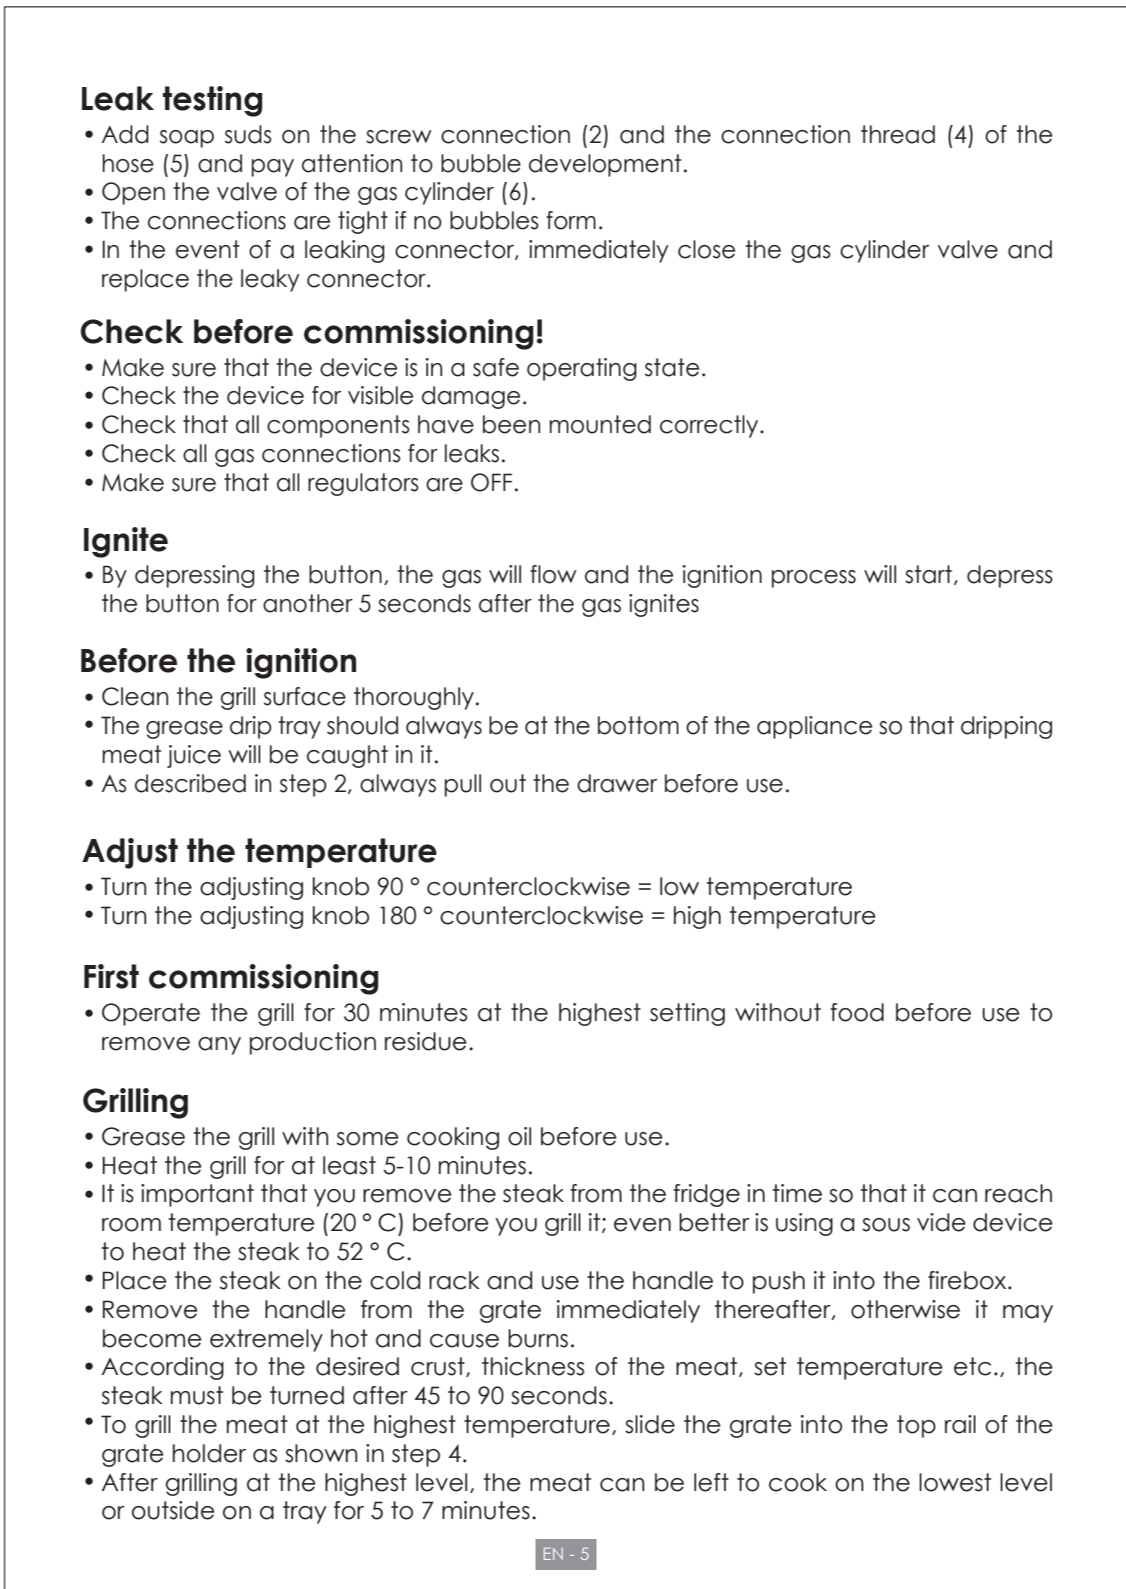 Leak testing
• Add soap suds on the screw connection (2) and the connection thread (4) of the
hose (5) and pay attention to bubble development.
• Open the valve of the gas cylinder (6).
• The connections are tight if no bubbles form.
• In the event of a leaking connector, immediately close the gas cylinder valve and
replace the leaky connector.
Check before commissioning!
• Make sure that the device is in a safe operating state.
• Check the device for visible damage.
• Check that all components have been mounted correctly.
• Check all gas connections for leaks.
• Make sure that all regulators are OFF.
Ignite
• By depressing the button, the gas will flow and the ignition process will start, depress
the button for another 5 seconds after the gas ignites
Before the ignition
• Clean the grill surface thoroughly.
• The grease drip tray should always be at the bottom of the appliance so that dripping
meat juice will be caught in it.
• As described in step 2, always pull out the drawer before use.
Adjust the temperature
• Turn the adjusting knob 90 ° counterclockwise = low temperature
• Turn the adjusting knob 180 ° counterclockwise = high temperature
First commissioning
• Operate the grill for 30 minutes at the highest setting without food before use to
remove any production residue.
Grilling
• Grease the grill with some cooking oil before use.
• Heat the grill for at least 5-10 minutes.
• It is important that you remove the steak from the fridge in time so that it can reach
room temperature (20 ° C) before you grill it; even better is using a sous vide device
to heat the steak to 52 ° C.
• Place the steak on the cold rack and use the handle to push it into the firebox.
• Remove the handle from the grate immediately thereafter, otherwise it may
become extremely hot and cause burns.
• According to the desired crust, thickness of the meat, set temperature etc., the
steak must be turned after 45 to 90 seconds.
• To grill the meat at the highest temperature, slide the grate into the top rail of the
grate holder as shown in step 4.
• After grilling at the highest level, the meat can be left to cook on the lowest level
or outside on a tray for 5 to 7 minutes.
EN - 5